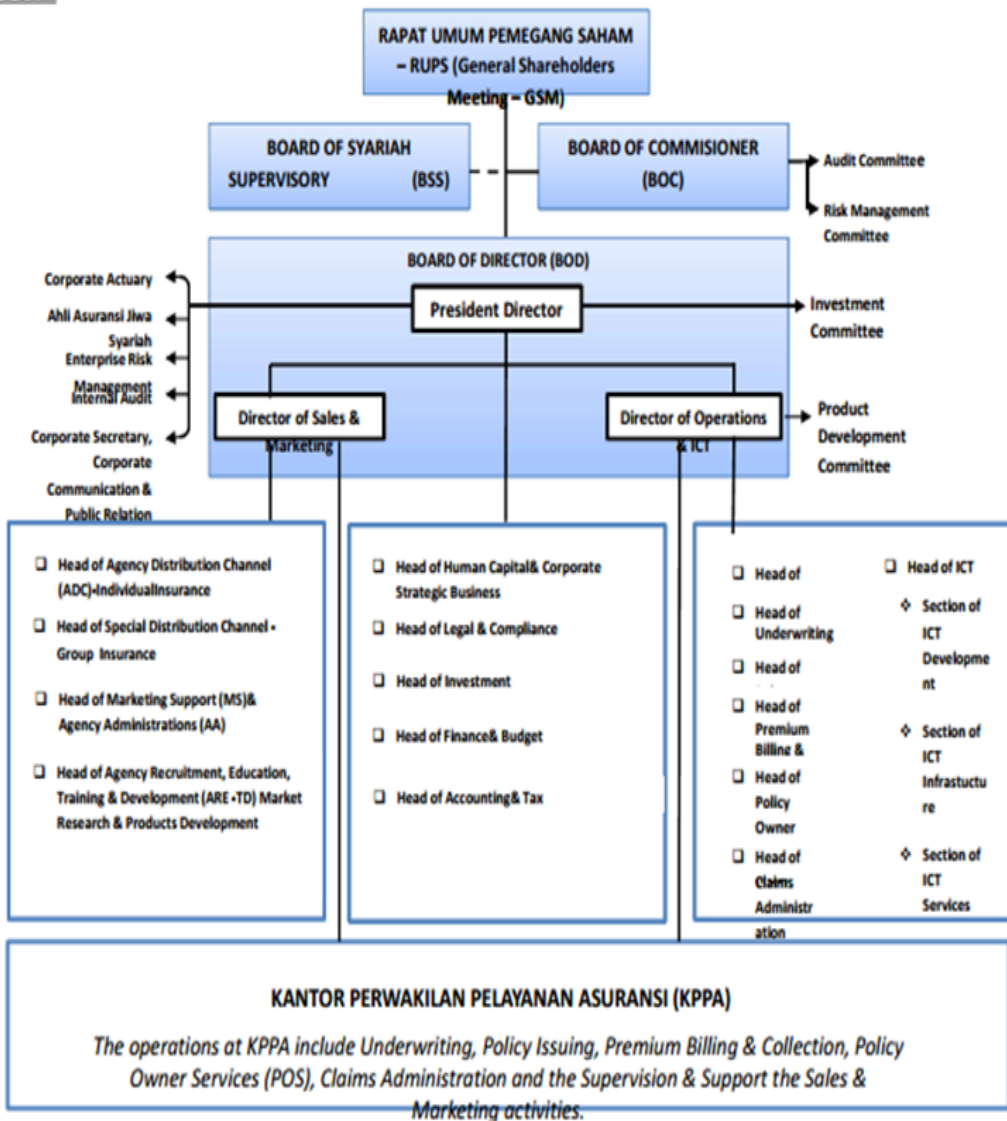 RAPAT UMUM PEMEGANG SAHAM
– RUPS (General Shareholders
Meeting – GSM)
BOARD OF SYARIAH
SUPERVISORY (BSS)
BOARD OF COMMISIONER
(BOC)
Audit Committee
Risk Management
Committee
BOARD OF DIRECTOR (BOD)
President Director
Corporate Actuary
Ahli Asuransi Jiwa
Syariah
Enterprise Risk
Management
Internal Audit
Corporate Secretary,
Corporate
Communication &
Public Relation
Investment
Committee
Director of Sales &
Marketing
Director of Operations
& ICT
Product
Development
Committee
❑ Head of Agency Distribution Channel
(ADC)•IndividualInsurance
❑ Head of Special Distribution Channel •
Group Insurance
❑ Head of Marketing Support (MS)&
Agency Administrations (AA)
❑ Head of Agency Recruitment, Education,
Training & Development (ARE •TD) Market
Research & Products Development
❑ Head of Human Capital& Corporate
Strategic Business
❑ Head of Legal & Compliance
❑ Head of Investment
❑ Head of Finance& Budget
❑ Head of Accounting& Tax
❑ Head of
❑ Head of
Underwriting
❑ Head of
❑ Head of
Premium
Billing &
❑ Head of
Policy
Owner
❑ Head of
Claims
Administr
ation
❑ Head of ICT
❖ Section of
ICT
Developme
nt
❖ Section of
ICT
Infrastuctu
re
❖ Section of
ICT
Services
KANTOR PERWAKILAN PELAYANAN ASURANSI (KPPA)
The operations at KPPA include Underwriting, Policy Issuing, Premium Billing & Collection, Policy
Owner Services (POS), Claims Administration and the Supervision & Support the Sales &
Marketing activities.